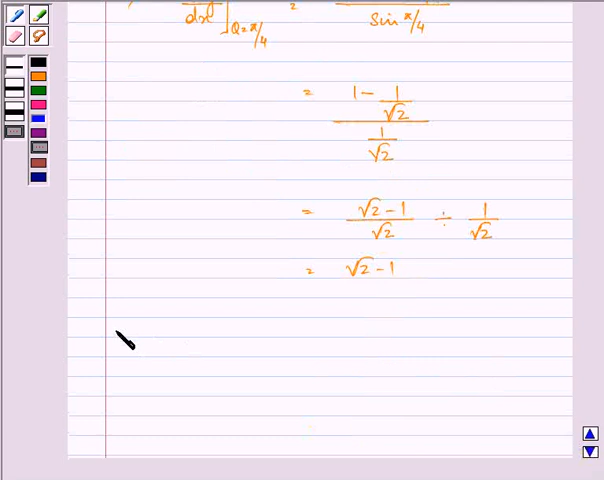 dx ]θ=π/4 = sin π/4
= 1 - 1/√2 / 1/√2
= √2 - 1 / √2 ÷ 1/√2
= √2 - 1